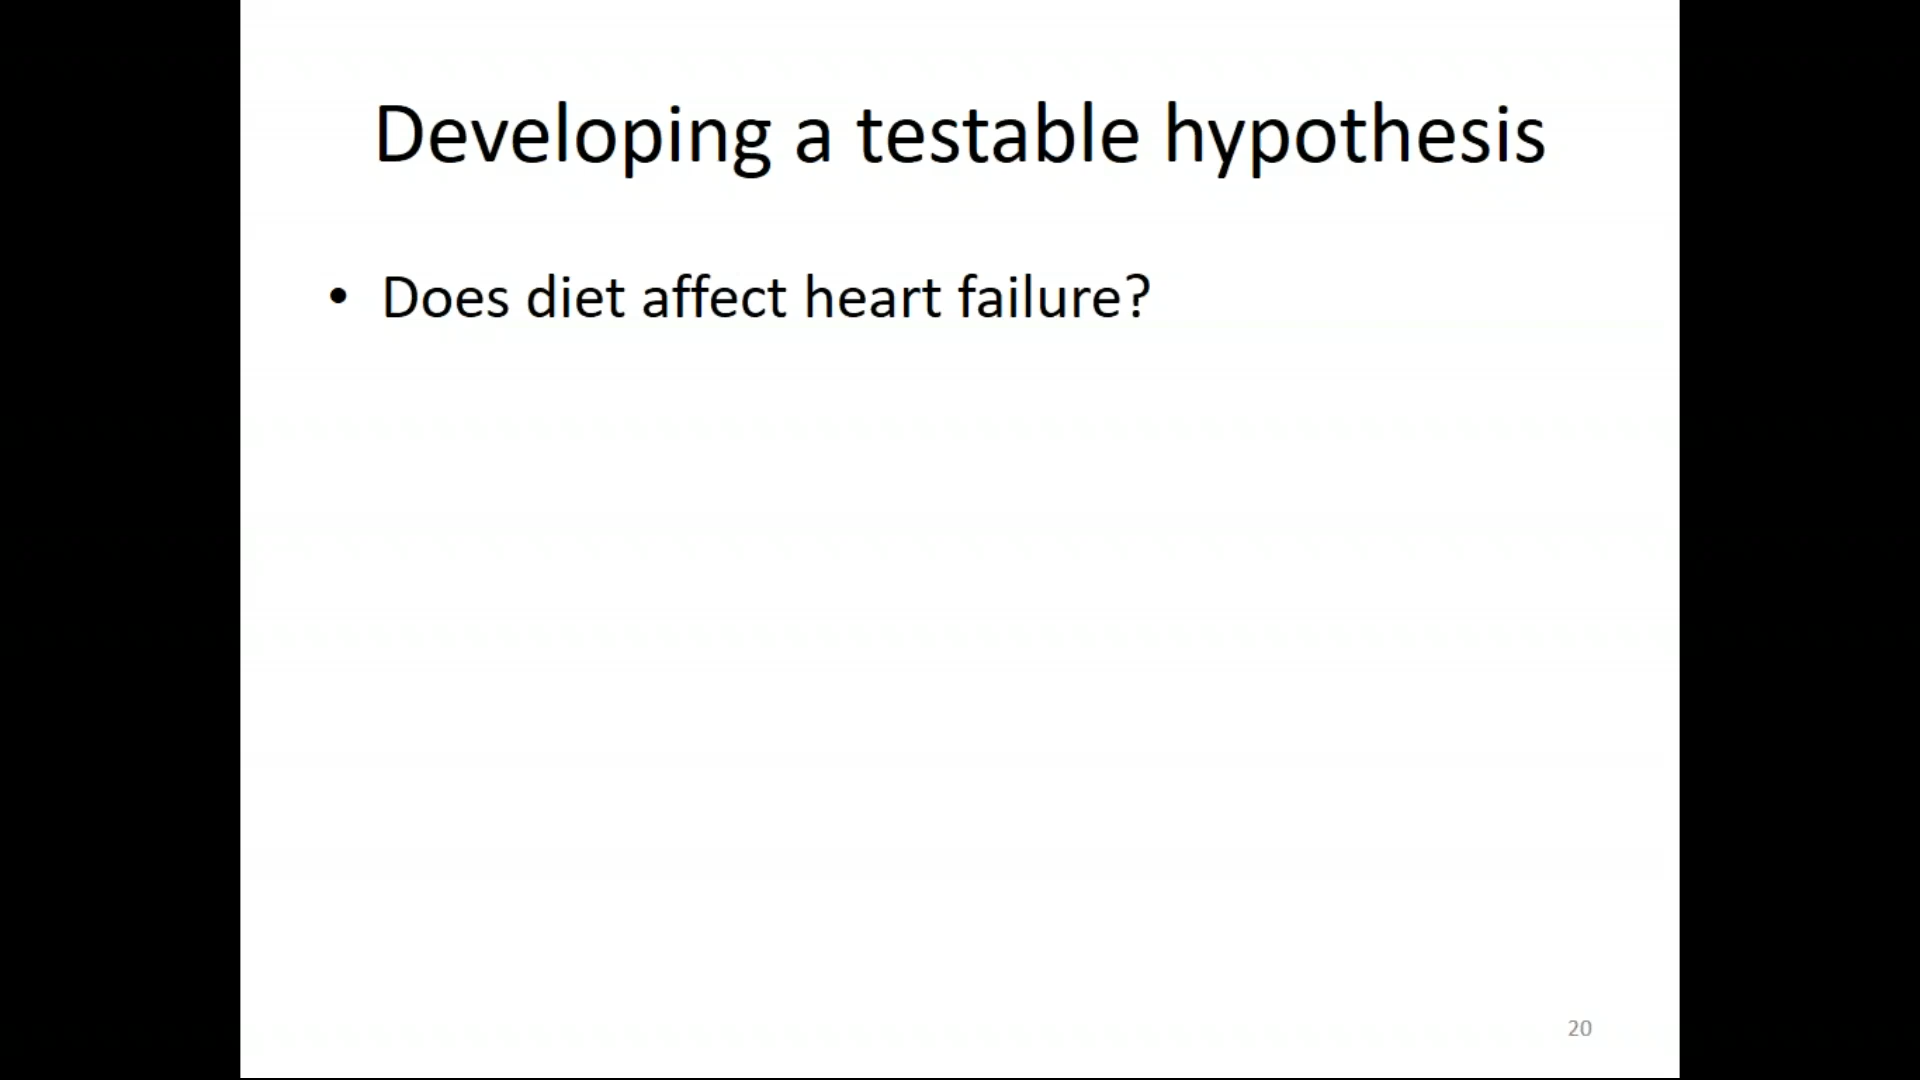 Developing a testable hypothesis
• Does diet affect heart failure?
20